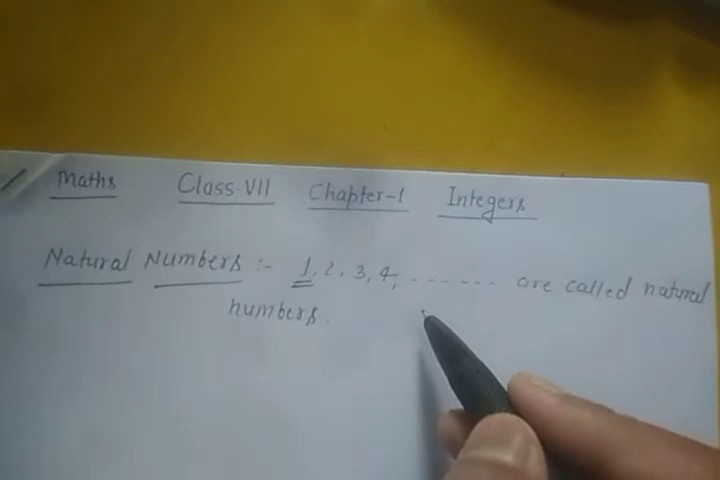 Maths Class-VII Chapter-1 Integers
Natural Numbers :- 1, 2, 3, 4, ...... are called natural
numbers.